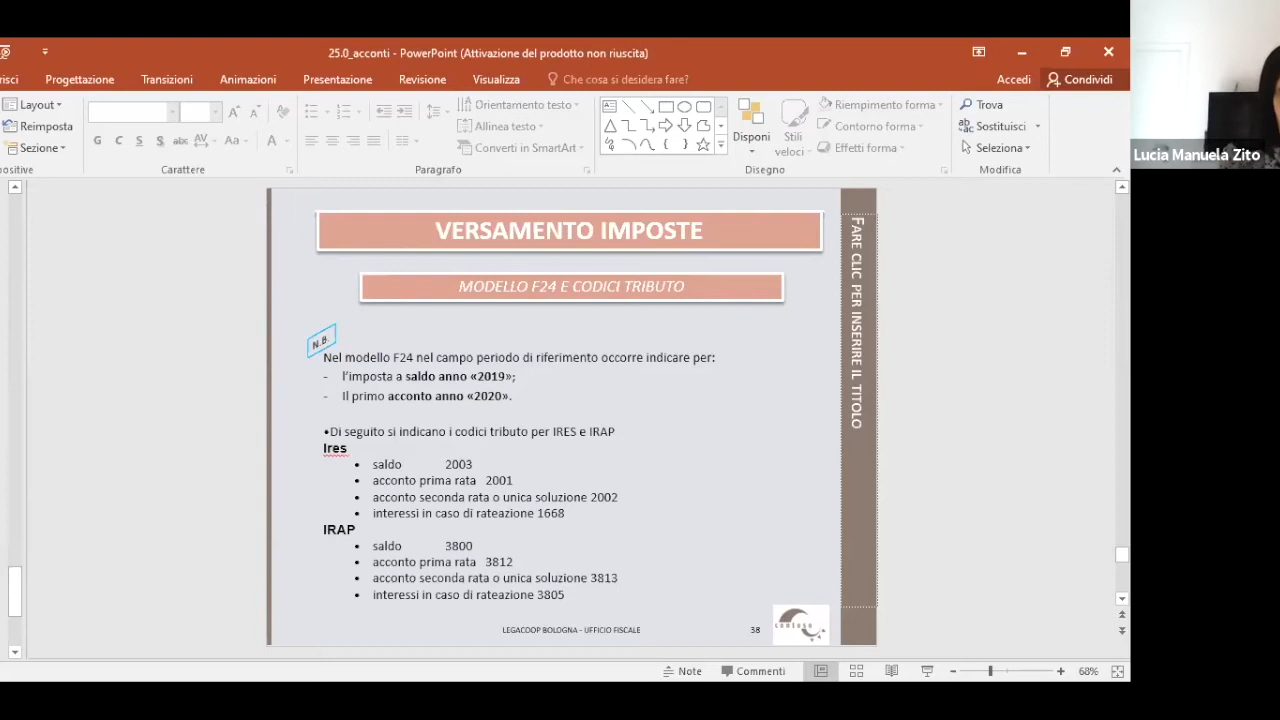 25.0_acconti - PowerPoint (Attivazione del prodotto non riuscita)
risci Progettazione Transizioni Animazioni Presentazione Revisione Visualizza Che cosa si desidera fare? Accedi Condividi
Layout
Reimposta
Sezione
positive
G C S S abc AV Aa A
Carattere
Orientamento testo
Allinea testo
Converti in SmartArt
Paragrafo
Disponi
Stili veloci
Riempimento forma
Contorno forma
Effetti forma
Disegno
Trova
Sostituisci
Seleziona
Modifica
Lucia Manuela Zito
VERSAMENTO IMPOSTE
MODELLO F24 E CODICI TRIBUTO
N.B.
Nel modello F24 nel campo periodo di riferimento occorre indicare per:
- l’imposta a saldo anno «2019»;
- Il primo acconto anno «2020».
•Di seguito si indicano i codici tributo per IRES e IRAP
Ires
• saldo 2003
• acconto prima rata 2001
• acconto seconda rata o unica soluzione 2002
• interessi in caso di rateazione 1668
IRAP
• saldo 3800
• acconto prima rata 3812
• acconto seconda rata o unica soluzione 3813
• interessi in caso di rateazione 3805
LEGACOOP BOLOGNA - UFFICIO FISCALE 38
contoso
FARE CLIC PER INSERIRE IL TITOLO
Note Commenti 68%